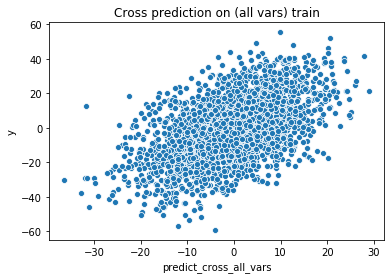 Cross prediction on (all vars) train
60
40
20
0
−20
−40
−60
y
−30 −20 −10 0 10 20 30
predict_cross_all_vars